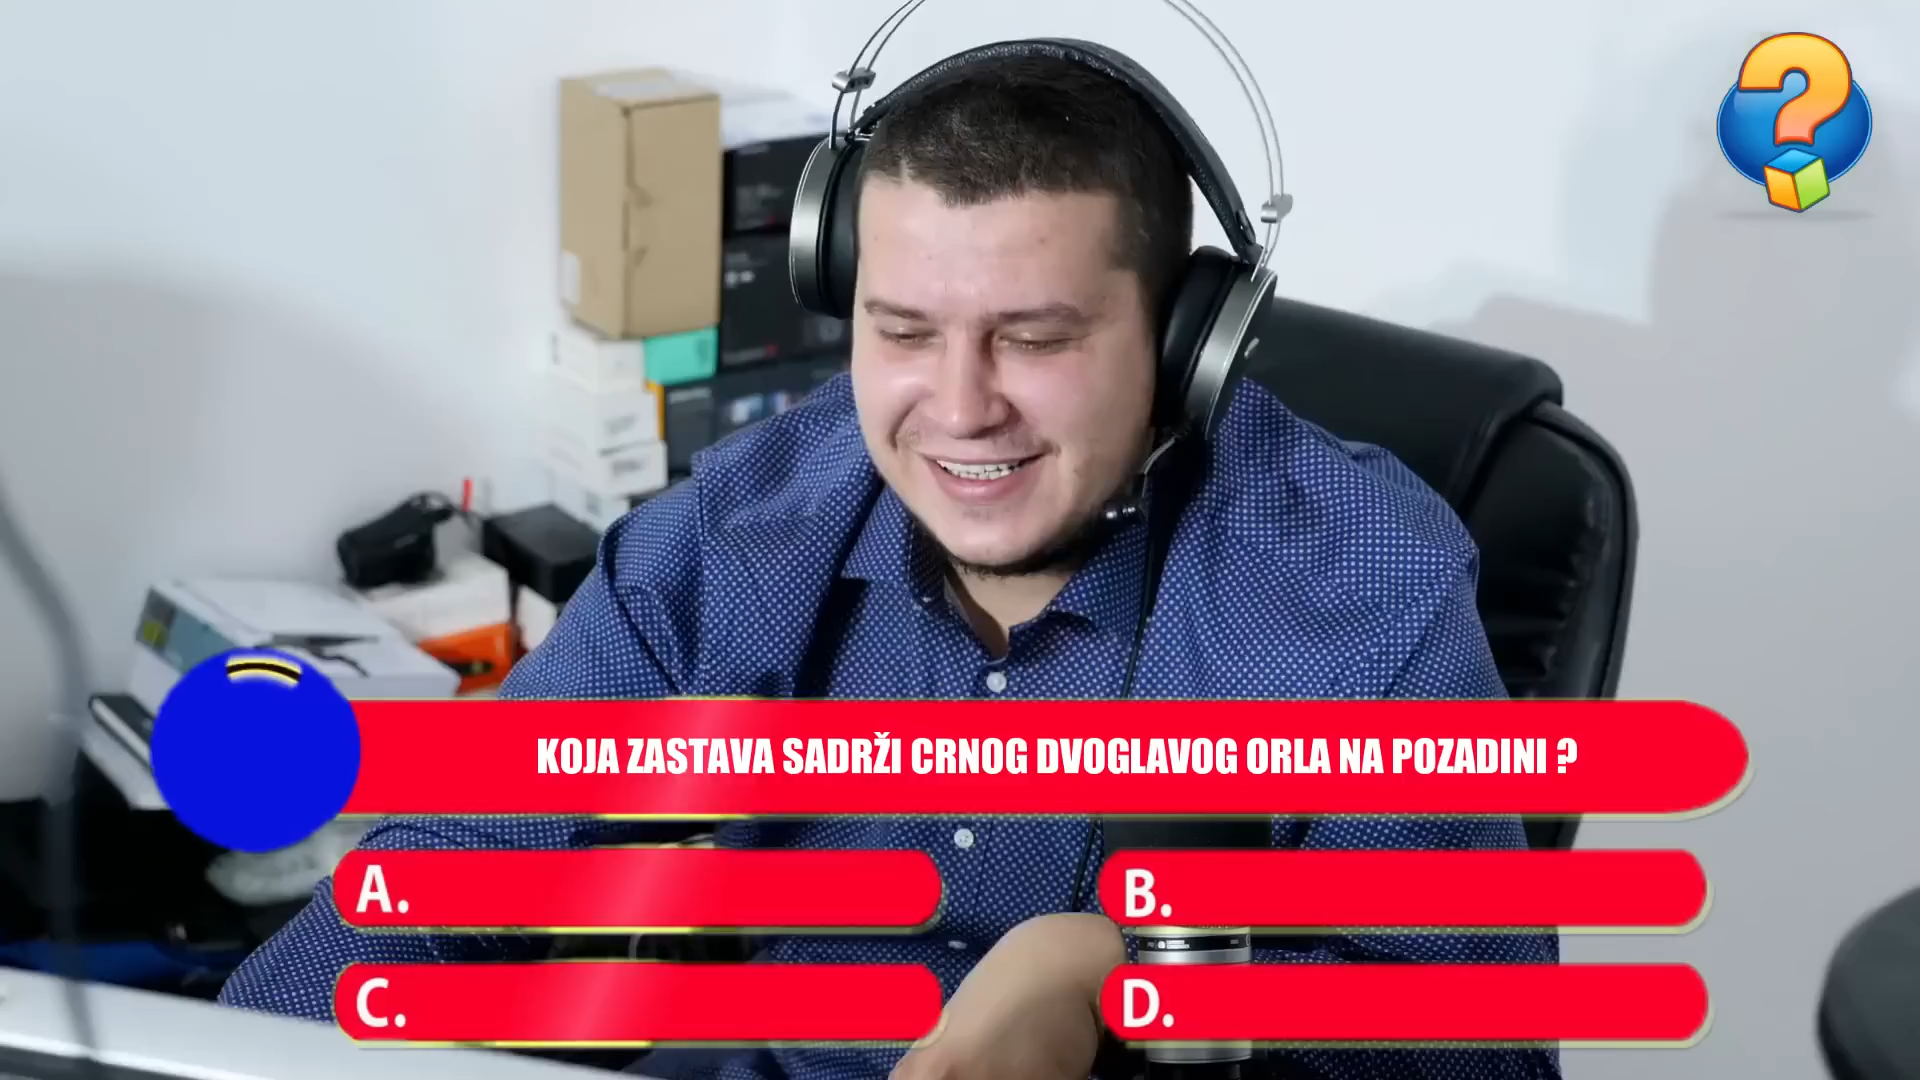 KOJA ZASTAVA SADRŽI CRNOG DVOGLAVOG ORLA NA POZADINI ?
A.
B.
C.
D.